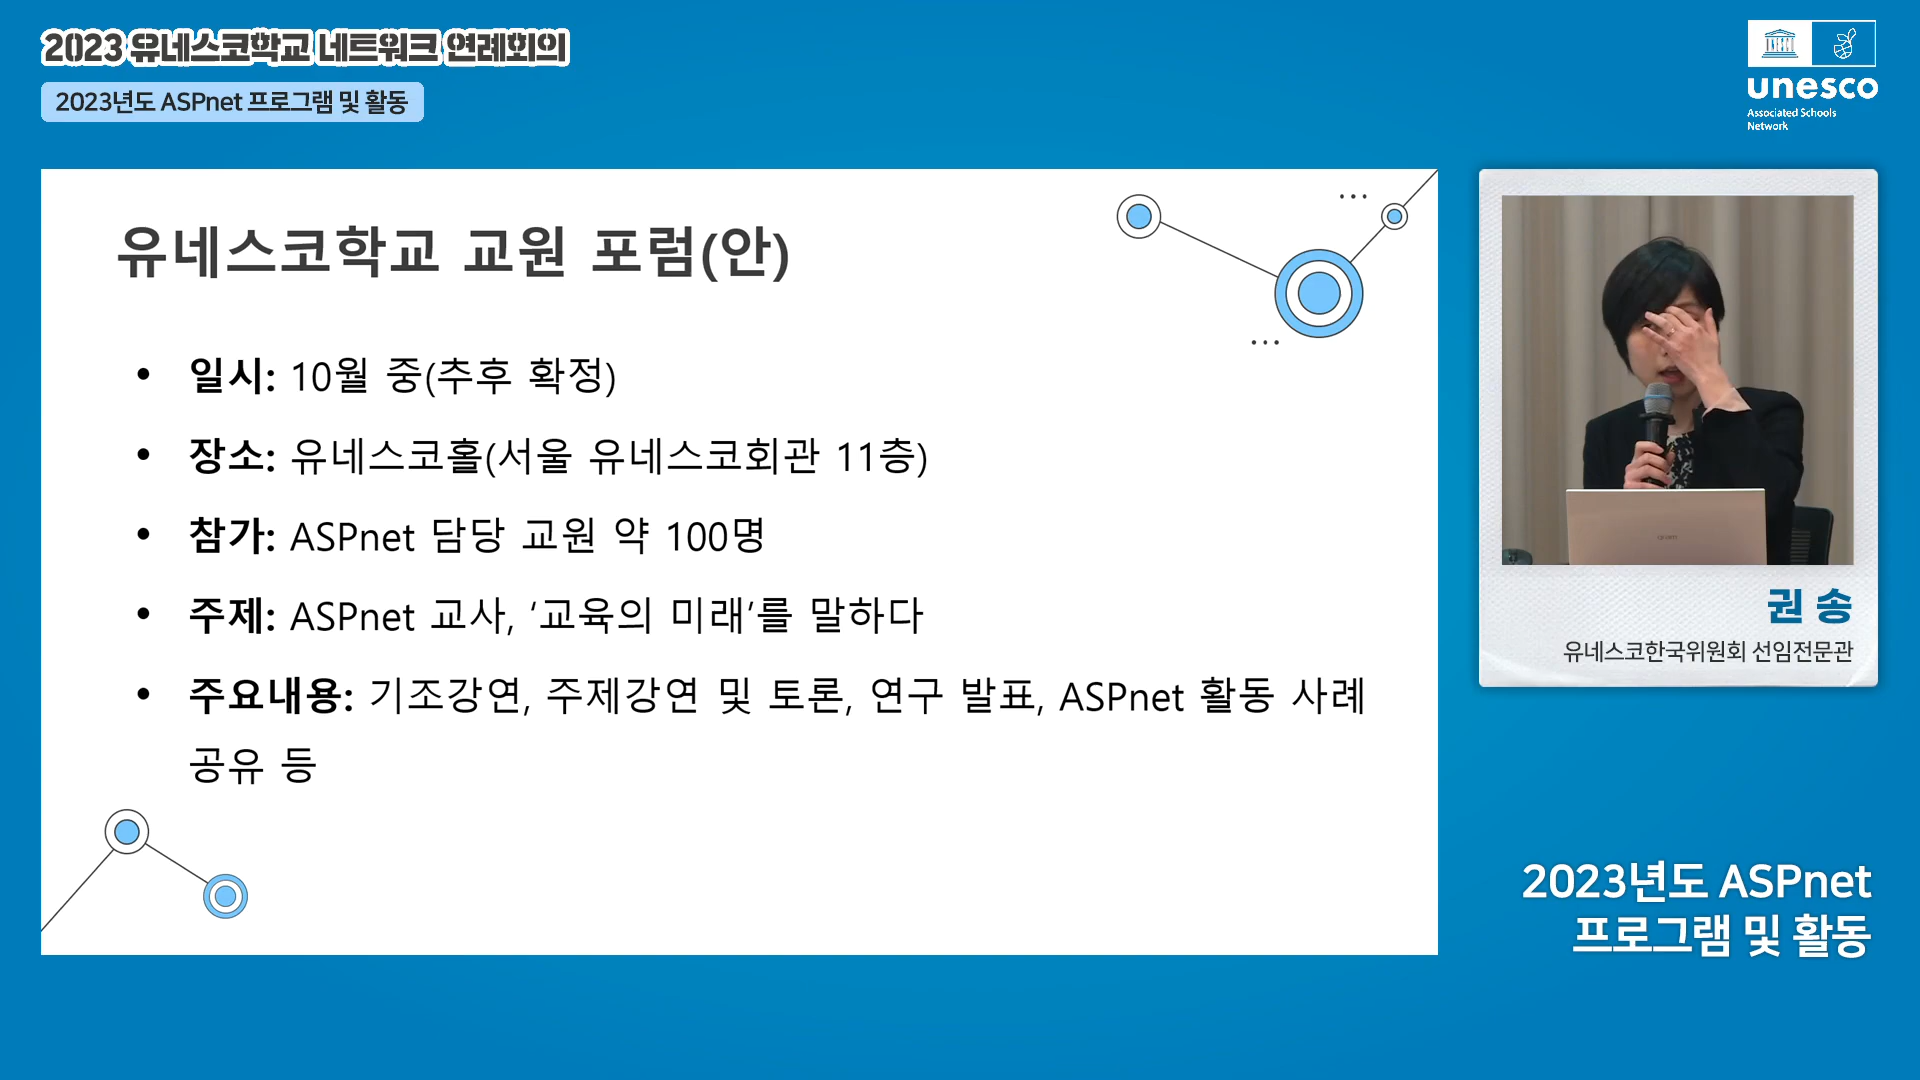 2023 유네스코학교 네트워크 연례회의
2023년도 ASPnet 프로그램 및 활동
unesco
Associated Schools
Network
유네스코학교 교원 포럼(안)
• 일시: 10월 중(추후 확정)
• 장소: 유네스코홀(서울 유네스코회관 11층)
• 참가: ASPnet 담당 교원 약 100명
• 주제: ASPnet 교사, ‘교육의 미래’를 말하다
• 주요내용: 기조강연, 주제강연 및 토론, 연구 발표, ASPnet 활동 사례
공유 등
권 송
유네스코한국위원회 선임전문관
2023년도 ASPnet
프로그램 및 활동